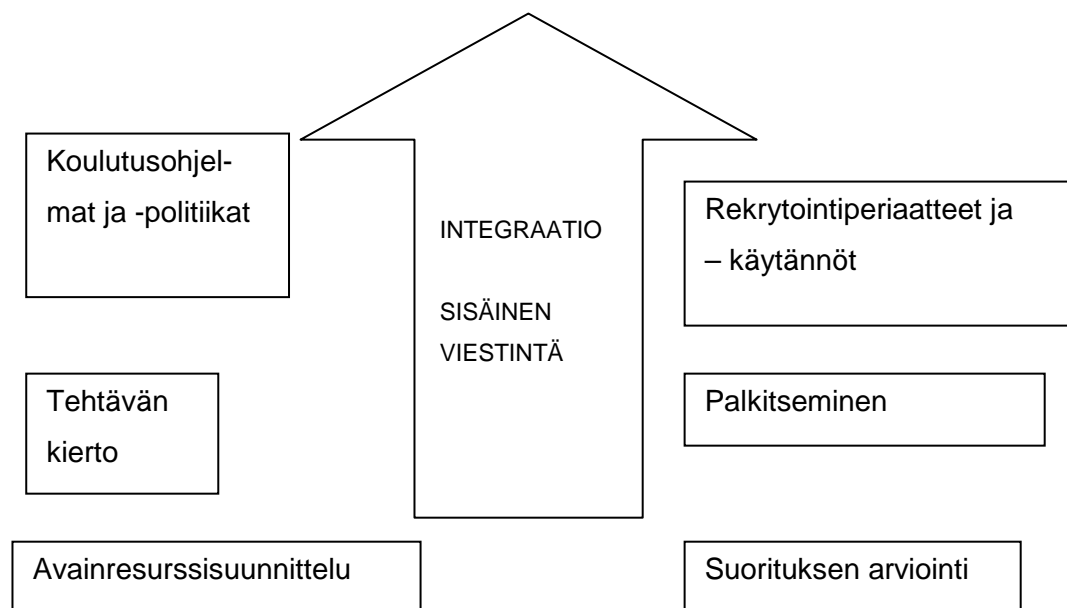 Koulutusohjel-
mat ja -politiikat
Tehtävän
kierto
Avainresurssisuunnittelu
INTEGRAATIO
SISÄINEN
VIESTINTÄ
Rekrytointiperiaatteet ja
– käytännöt
Palkitseminen
Suorituksen arviointi